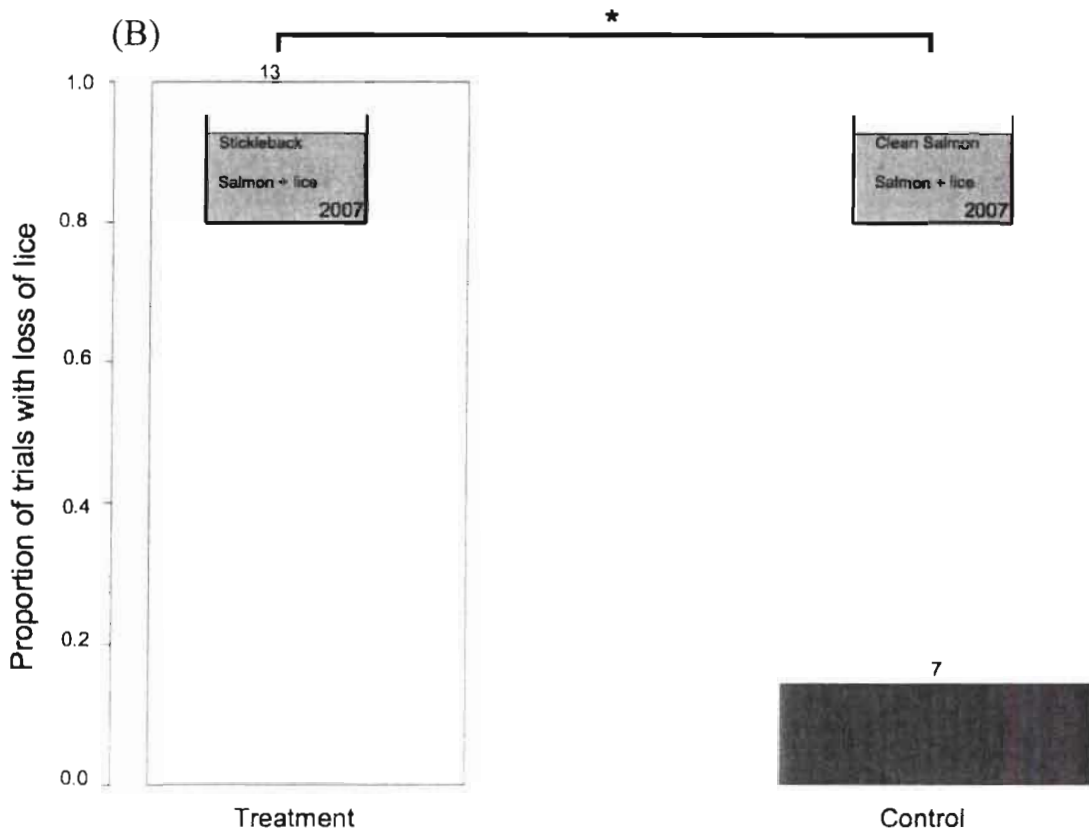 (B)
*
Proportion of trials with loss of lice
1.0
0.8
0.6
0.4
0.2
0.0
13
Stickleback
Salmon + lice
2007
Clean Salmon
Salmon + lice
2007
7
Treatment
Control